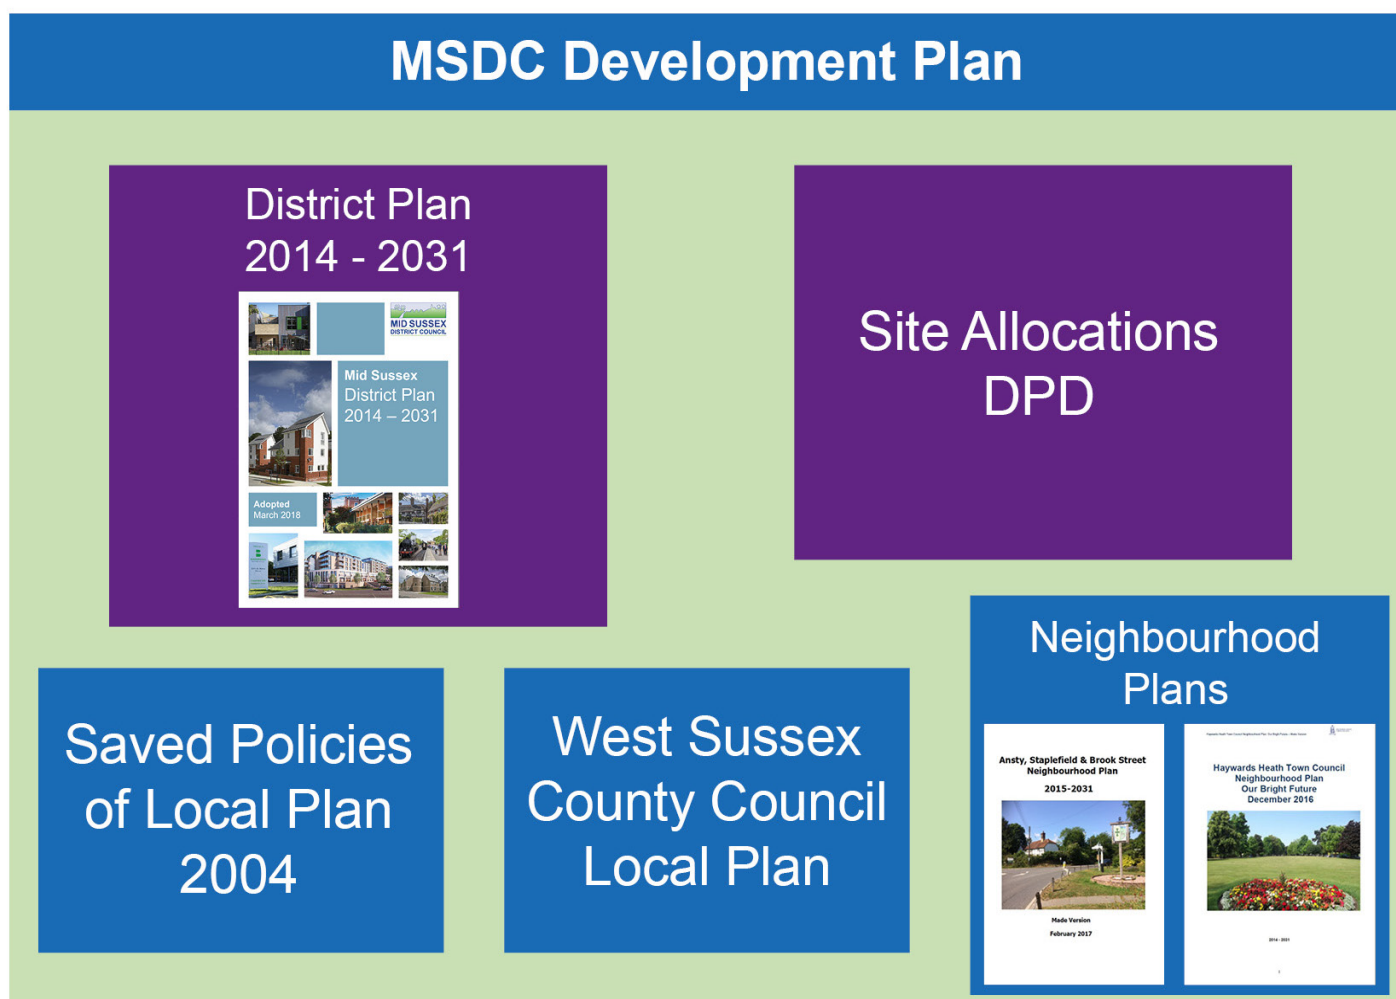 MSDC Development Plan
District Plan
2014 - 2031
MID SUSSEX
DISTRICT COUNCIL
Mid Sussex
District Plan
2014 – 2031
Adopted
March 2018
Site Allocations
DPD
Saved Policies
of Local Plan
2004
West Sussex
County Council
Local Plan
Neighbourhood
Plans
Ansty, Staplefield & Brook Street
Neighbourhood Plan
2015-2031
Made Version
February 2017
Haywards Heath Town Council
Neighbourhood Plan
Our Bright Future
December 2016
2016 - 2031